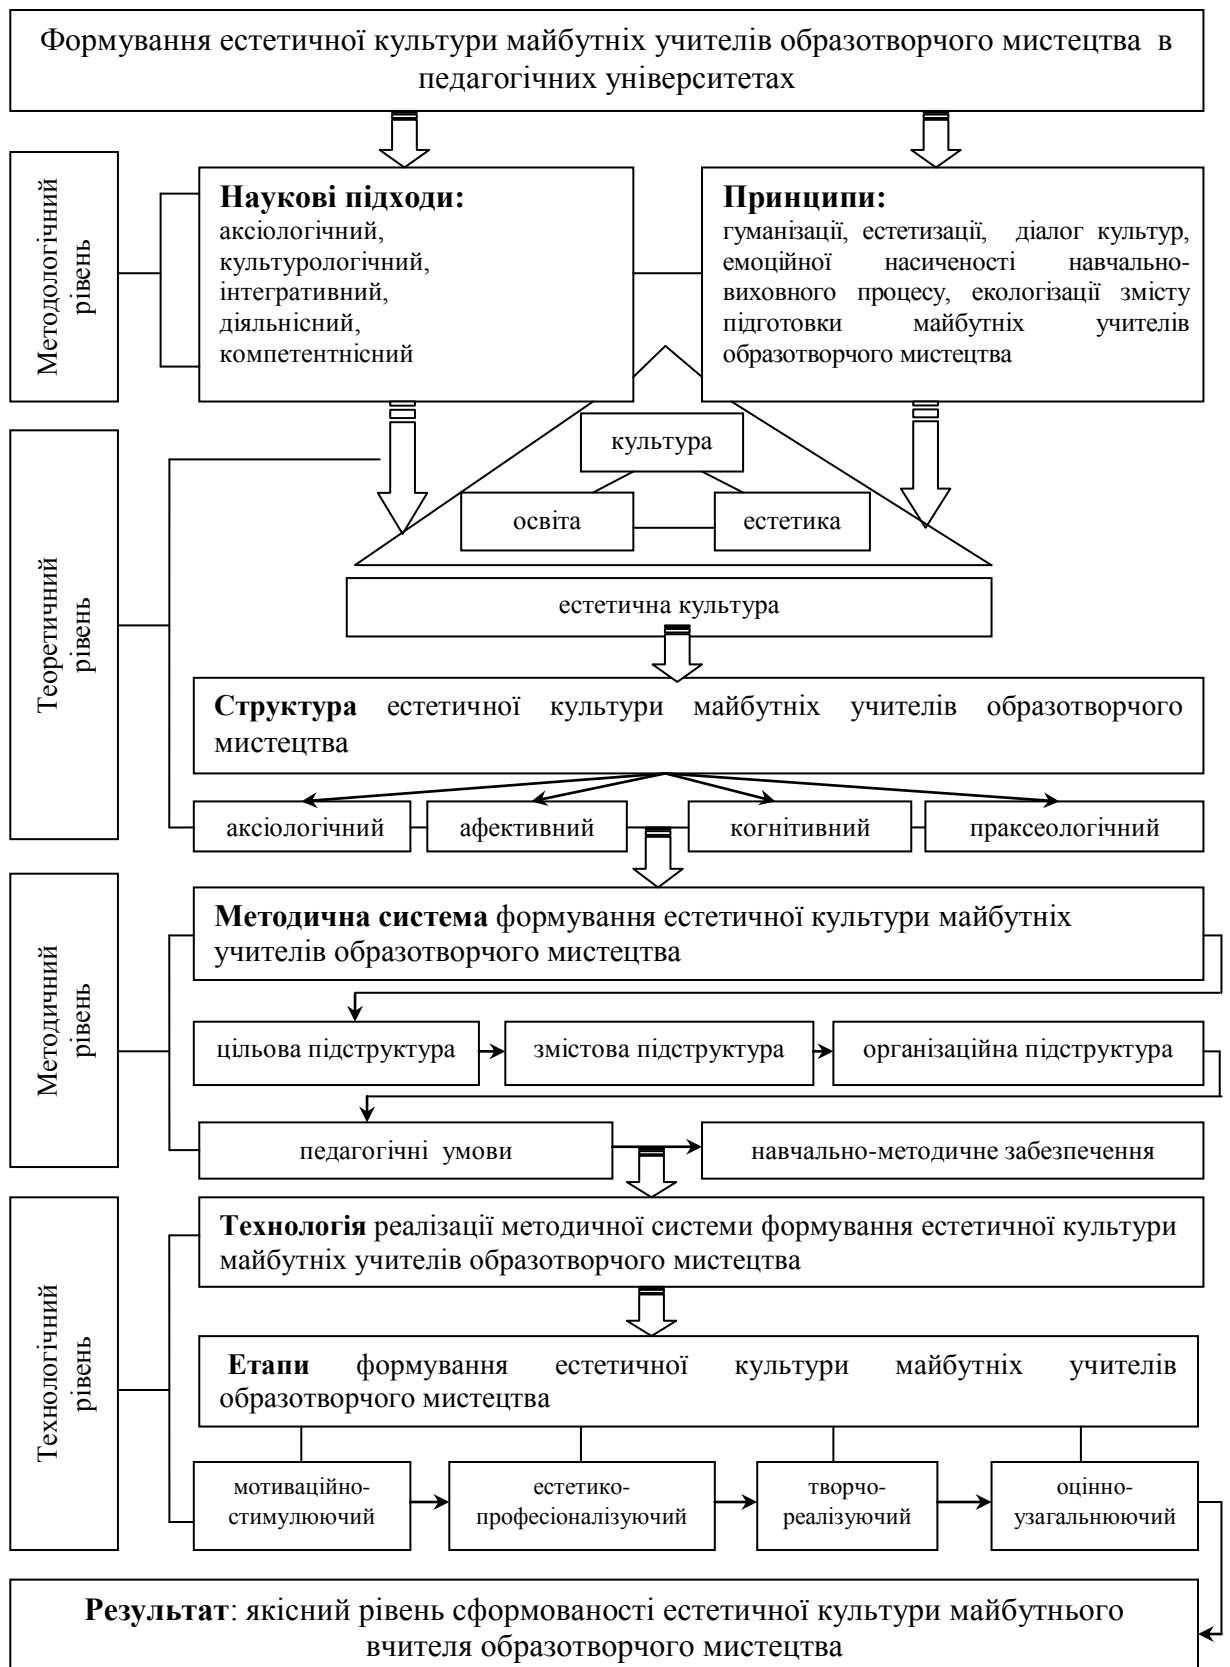 Формування естетичної культури майбутніх учителів образотворчого мистецтва в
педагогічних університетах
Методологічний
рівень
Наукові підходи:
аксіологічний,
культурологічний,
інтегративний,
діяльнісний,
компетентнісний
Принципи:
гуманізації, естетизації, діалог культур,
емоційної насиченості навчально-
виховного процесу, екологізації змісту
підготовки майбутніх учителів
образотворчого мистецтва
Теоретичний
рівень
культура
освіта
естетика
естетична культура
Структура естетичної культури майбутніх учителів образотворчого
мистецтва
аксіологічний
афективний
когнітивний
праксеологічний
Методичний
рівень
Методична система формування естетичної культури майбутніх
учителів образотворчого мистецтва
цільова підструктура
змістова підструктура
організаційна підструктура
педагогічні умови
навчально-методичне забезпечення
Технологічний
рівень
Технологія реалізації методичної системи формування естетичної культури
майбутніх учителів образотворчого мистецтва
Етапи формування естетичної культури майбутніх учителів
образотворчого мистецтва
мотиваційно-
стимулюючий
естетико-
професіоналізуючий
творчо-
реалізуючий
оцінно-
узагальнюючий
Результат: якісний рівень сформованості естетичної культури майбутнього
вчителя образотворчого мистецтва